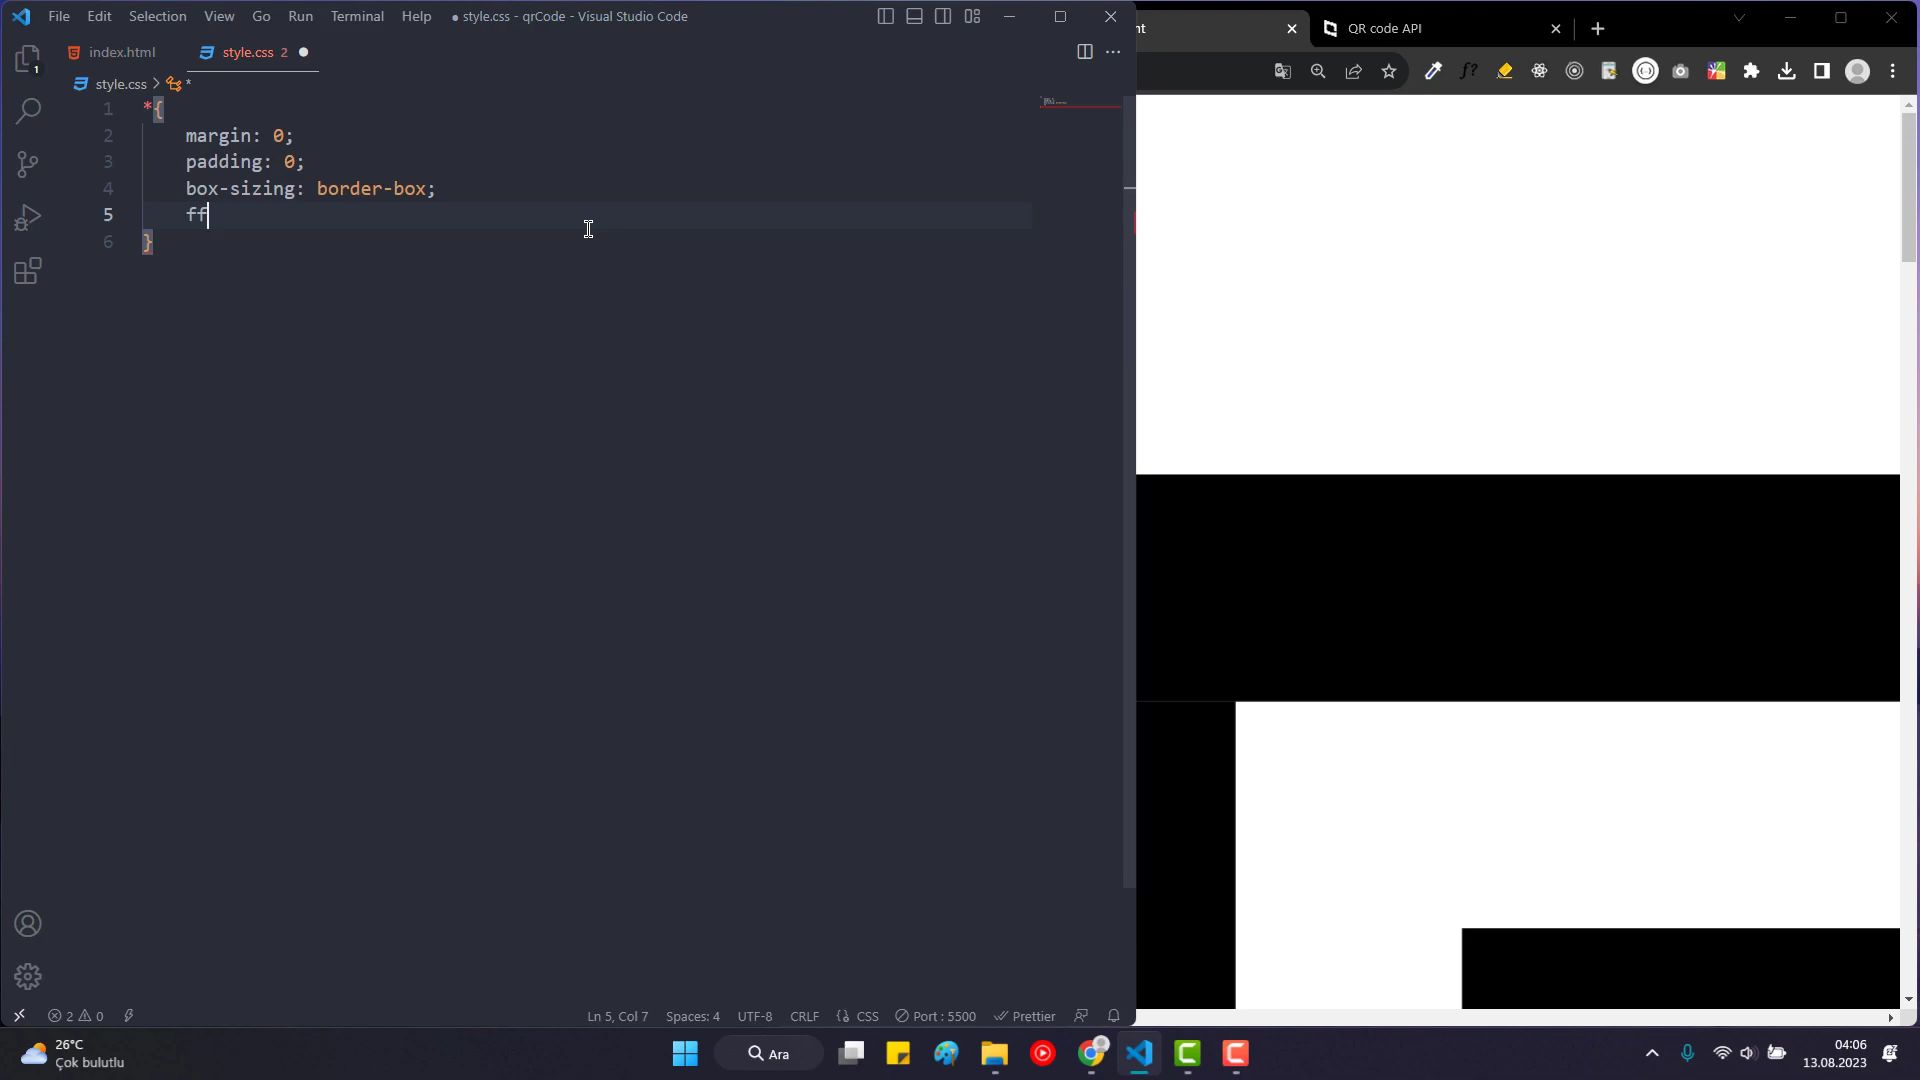 File Edit Selection View Go Run Terminal Help ● style.css - qrCode - Visual Studio Code
QR code API
index.html style.css 2
style.css > *
1 *{
2 margin: 0;
3 padding: 0;
4 box-sizing: border-box;
5 ff
6 }
nt
f?
1
2 0 Ln 5, Col 7 Spaces: 4 UTF-8 CRLF CSS Port : 5500 Prettier
26°C
Çok bulutlu
Ara
04:06
13.08.2023